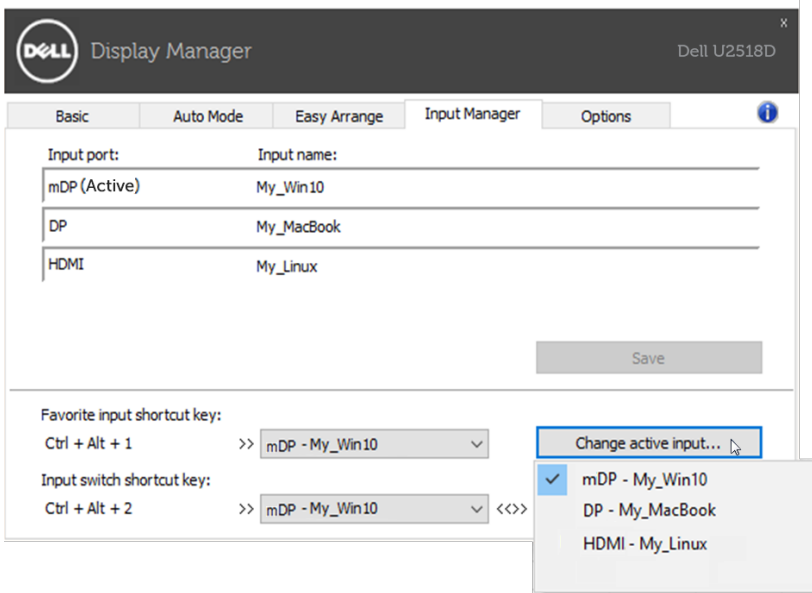 x
DELL Display Manager Dell U2518D
Basic Auto Mode Easy Arrange Input Manager Options i
Input port: Input name:
mDP (Active) My_Win10
DP My_MacBook
HDMI My_Linux
Save
Favorite input shortcut key:
Ctrl + Alt + 1 >> mDP - My_Win10 Change active input...
Input switch shortcut key:
mDP - My_Win10
Ctrl + Alt + 2 >> mDP - My_Win10 <<>>
DP - My_MacBook
HDMI - My_Linux